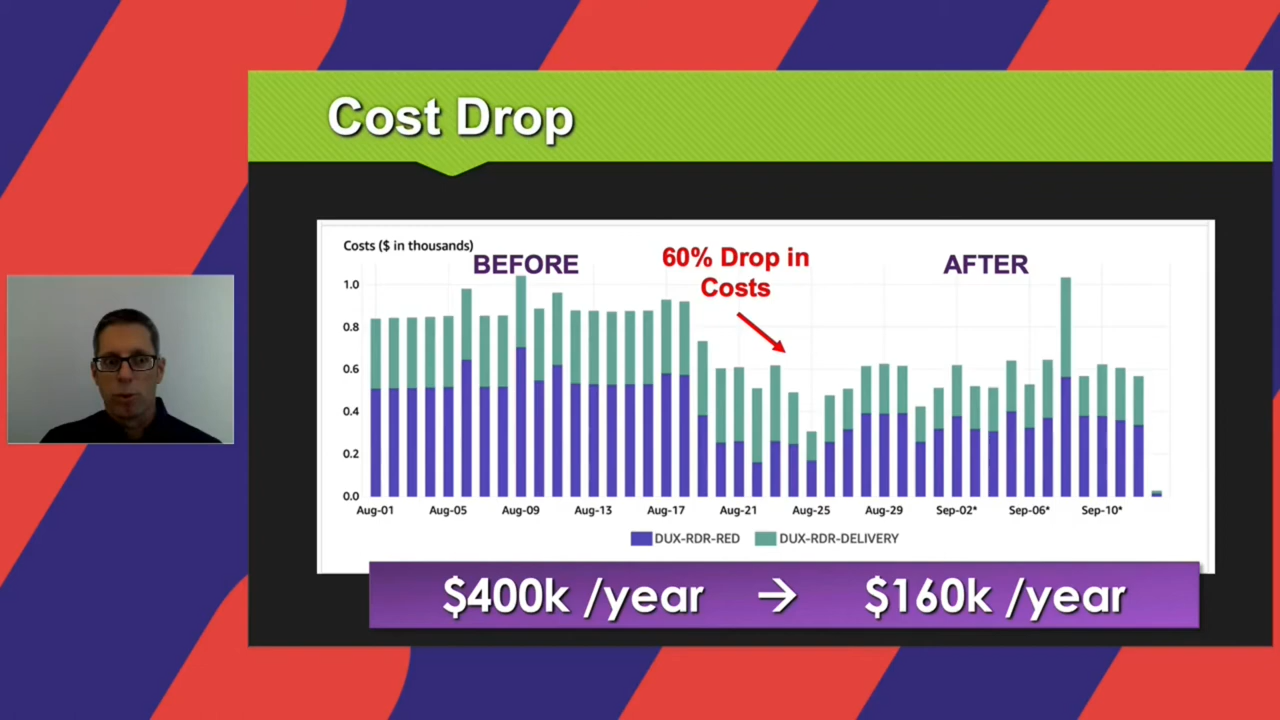 Cost Drop
Costs ($ in thousands)
BEFORE
60% Drop in
Costs
AFTER
1.0
0.8
0.6
0.4
0.2
0.0
Aug-01 Aug-05 Aug-09 Aug-13 Aug-17 Aug-21 Aug-25 Aug-29 Sep-02* Sep-06* Sep-10*
DUX-RDR-RED DUX-RDR-DELIVERY
$400k /year → $160k /year